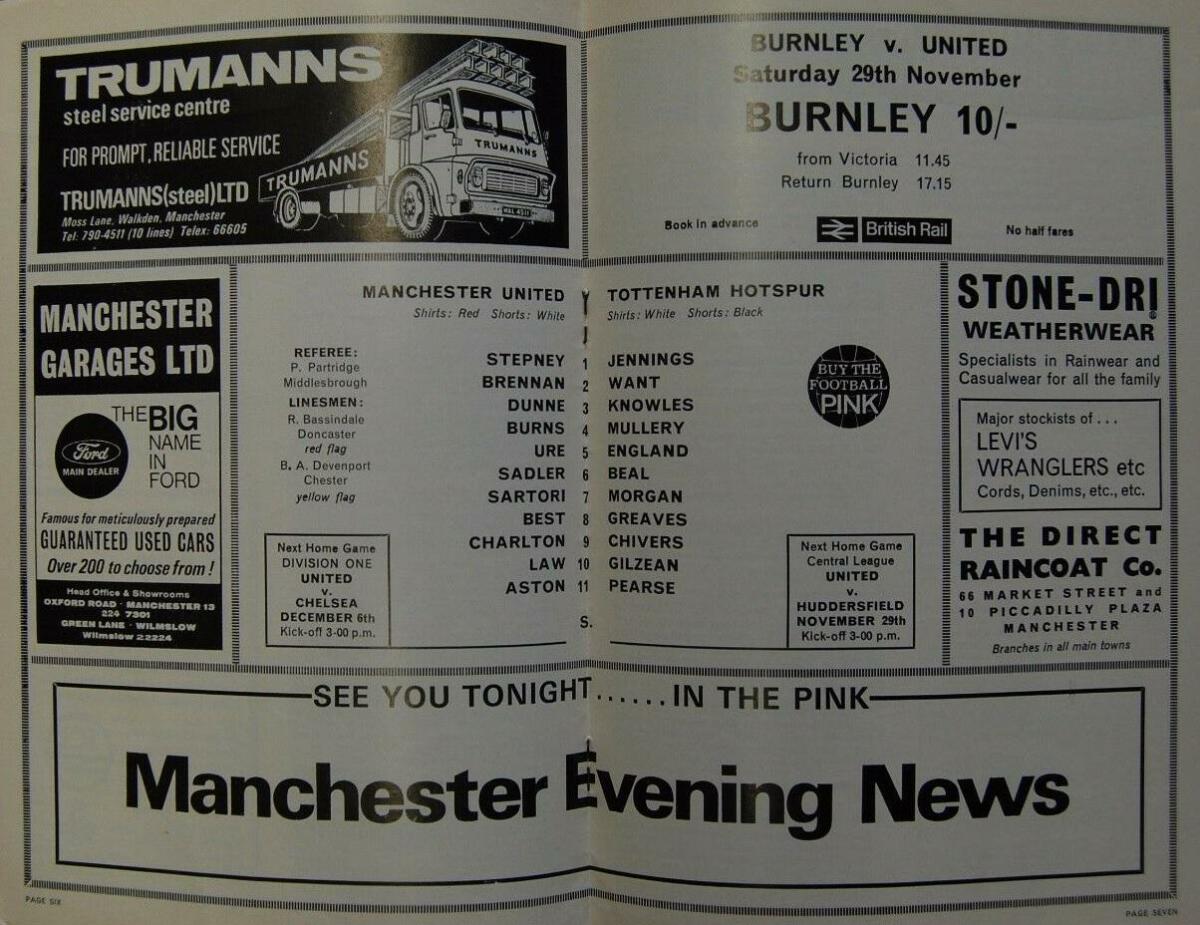 TRUMANNS
steel service centre
FOR PROMPT, RELIABLE SERVICE
TRUMANNS(steel)LTD
Moss Lane, Walkden, Manchester
Tel: 790-4511 (10 lines) Telex: 66605
TRUMANNS
TRUMANNS
BURNLEY v. UNITED
Saturday 29th November
BURNLEY 10/-
from Victoria 11.45
Return Burnley 17.15
Book in advance
British Rail
No half fares
MANCHESTER
GARAGES LTD
Ford
MAIN DEALER
THE BIG
NAME
IN
FORD
Famous for meticulously prepared
GUARANTEED USED CARS
Over 200 to choose from!
Head Office & Showrooms
OXFORD ROAD · MANCHESTER 13
224 7301
GREEN LANE · WILMSLOW
Wilmslow 22224
MANCHESTER UNITED V TOTTENHAM HOTSPUR
Shirts: Red Shorts: White
Shirts: White Shorts: Black
REFEREE:
P. Partridge
Middlesbrough
LINESMEN:
R. Bassindale
Doncaster
red flag
B. A. Devenport
Chester
yellow flag
STEPNEY 1 JENNINGS
BRENNAN 2 WANT
DUNNE 3 KNOWLES
BURNS 4 MULLERY
URE 5 ENGLAND
SADLER 6 BEAL
SARTORI 7 MORGAN
BEST 8 GREAVES
CHARLTON 9 CHIVERS
LAW 10 GILZEAN
ASTON 11 PEARSE
S.
BUY THE
FOOTBALL
PINK
Next Home Game
DIVISION ONE
UNITED
v.
CHELSEA
DECEMBER 6th
Kick-off 3-00 p.m.
Next Home Game
Central League
UNITED
v.
HUDDERSFIELD
NOVEMBER 29th
Kick-off 3-00 p.m.
STONE-DRI®
WEATHERWEAR
Specialists in Rainwear and
Casualwear for all the family
Major stockists of . . .
LEVI'S
WRANGLERS etc
Cords, Denims, etc., etc.
THE DIRECT
RAINCOAT Co.
66 MARKET STREET and
10 PICCADILLY PLAZA
MANCHESTER
Branches in all main towns
SEE YOU TONIGHT......IN THE PINK
Manchester Evening News
PAGE SIX
PAGE SEVEN